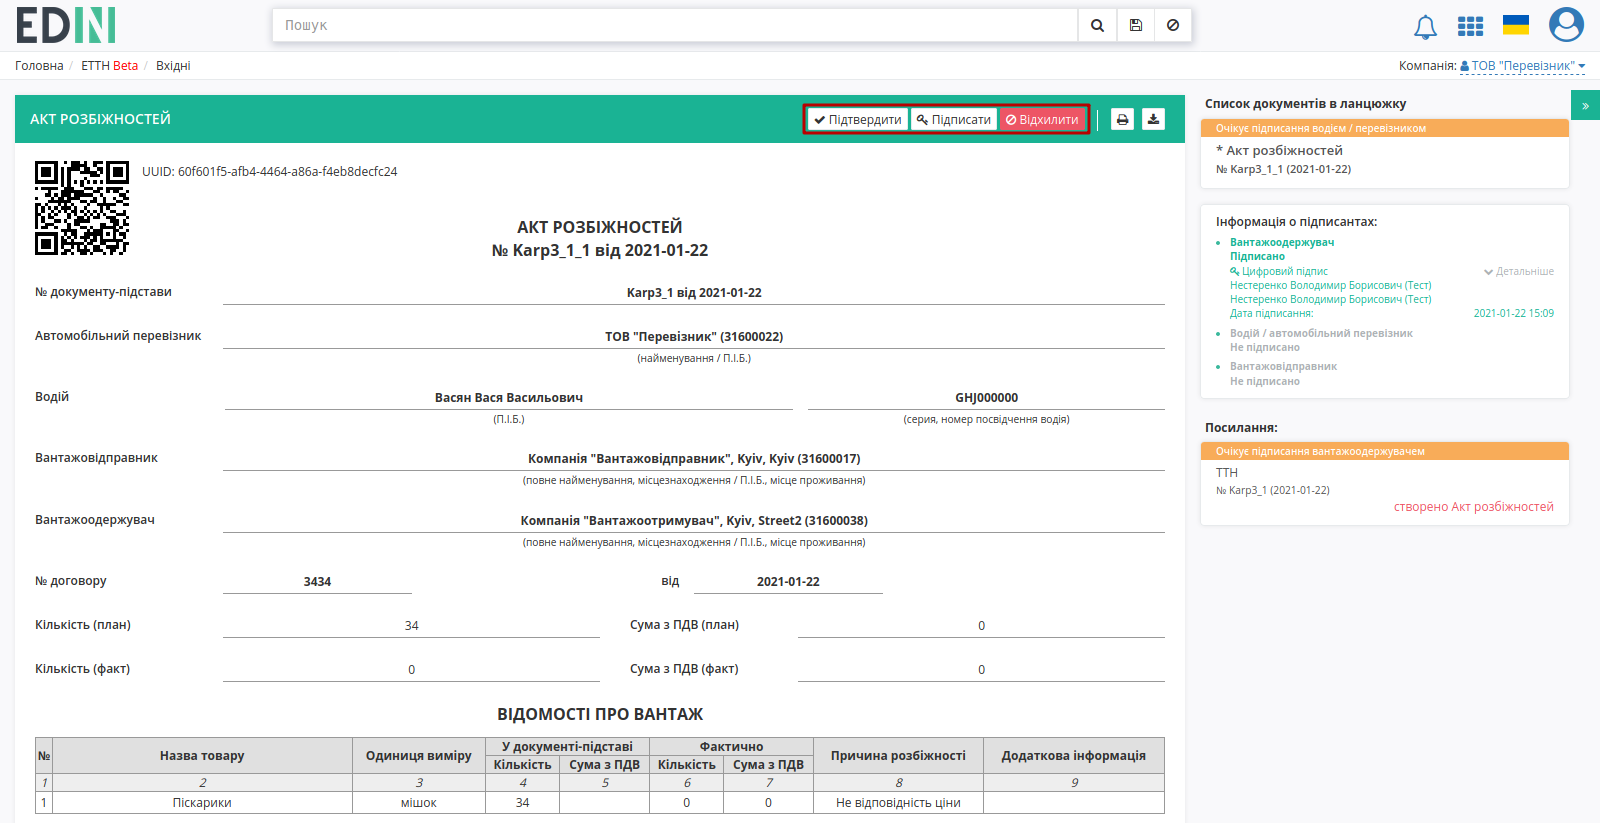 EDIN
Пошук
Головна / ЕТТН Beta / Вхідні
Компанія: ТОВ "Перевізник"
АКТ РОЗБІЖНОСТЕЙ
Підтвердити Підписати Відхилити
UUID: 60f601f5-afb4-4464-a86a-f4eb8decfc24
АКТ РОЗБІЖНОСТЕЙ
№ Karp3_1_1 від 2021-01-22
№ документу-підстави Karp3_1 від 2021-01-22
Автомобільний перевізник ТОВ "Перевізник" (31600022)
(найменування / П.І.Б.)
Водій Васян Вася Васильович GHJ000000
(П.І.Б.) (серия, номер посвідчення водія)
Вантажовідправник Компанія "Вантажовідправник", Kyiv, Kyiv (31600017)
(повне найменування, місцезнаходження / П.І.Б., місце проживання)
Вантажоодержувач Компанія "Вантажоотримувач", Kyiv, Street2 (31600038)
(повне найменування, місцезнаходження / П.І.Б., місце проживання)
№ договору 3434 від 2021-01-22
Кількість (план) 34 Сума з ПДВ (план) 0
Кількість (факт) 0 Сума з ПДВ (факт) 0
ВІДОМОСТІ ПРО ВАНТАЖ
№ Назва товару Одиниця виміру У документі-підставі Фактично Причина розбіжності Додаткова інформація
Кількість Сума з ПДВ Кількість Сума з ПДВ
1 2 3 4 5 6 7 8 9
1 Піскарики мішок 34 0 0 Не відповідність ціни
Список документів в ланцюжку
»
Очікує підписання водієм / перевізником
* Акт розбіжностей
№ Karp3_1_1 (2021-01-22)
Інформація о підписантах:
Вантажоодержувач
Підписано
Цифровий підпис Детальніше
Нестеренко Володимир Борисович (Тест)
Нестеренко Володимир Борисович (Тест)
Дата підписання: 2021-01-22 15:09
Водій / автомобільний перевізник
Не підписано
Вантажовідправник
Не підписано
Посилання:
Очікує підписання вантажоодержувачем
ТТН
№ Karp3_1 (2021-01-22)
створено Акт розбіжностей